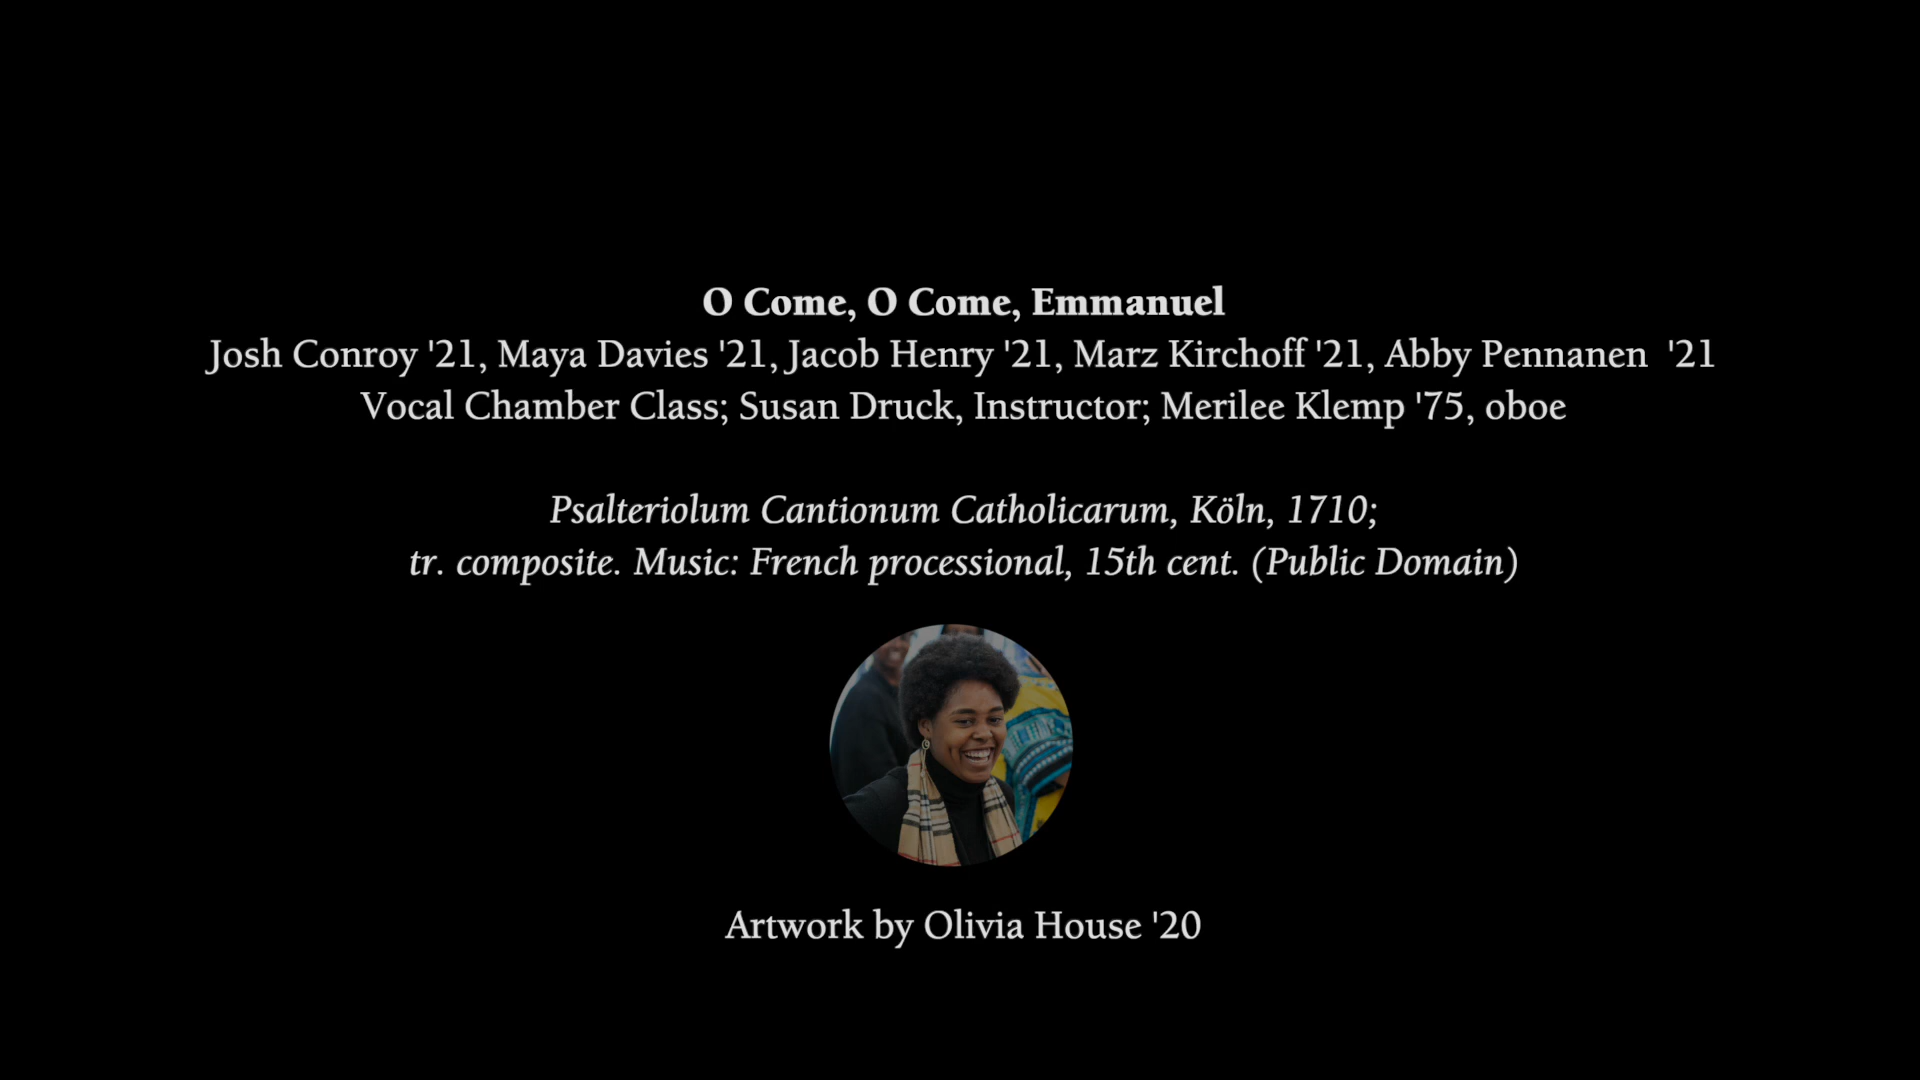 O Come, O Come, Emmanuel
Josh Conroy '21, Maya Davies '21, Jacob Henry '21, Marz Kirchoff '21, Abby Pennanen '21
Vocal Chamber Class; Susan Druck, Instructor; Merilee Klemp '75, oboe
Psalteriolum Cantionum Catholicarum, Köln, 1710;
tr. composite. Music: French processional, 15th cent. (Public Domain)
Artwork by Olivia House '20